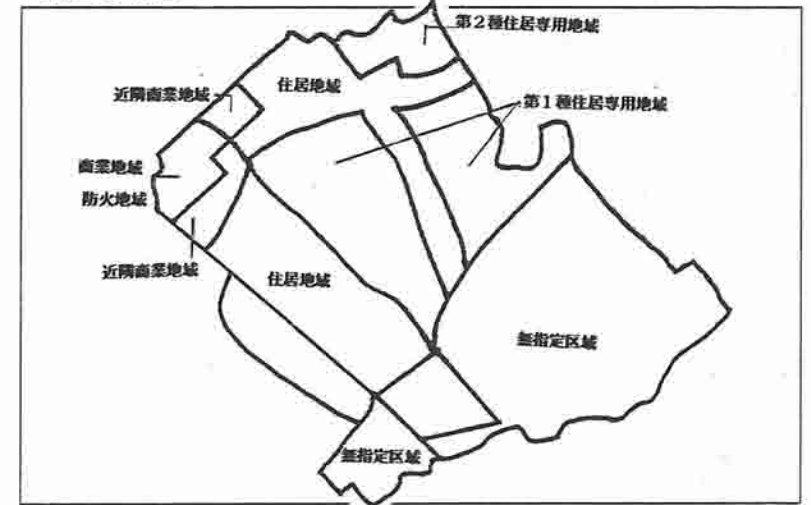 第2種住居専用地域
住居地域
近隣商業地域
第1種住居専用地域
商業地域
防火地域
近隣商業地域
住居地域
無指定区域
無指定区域